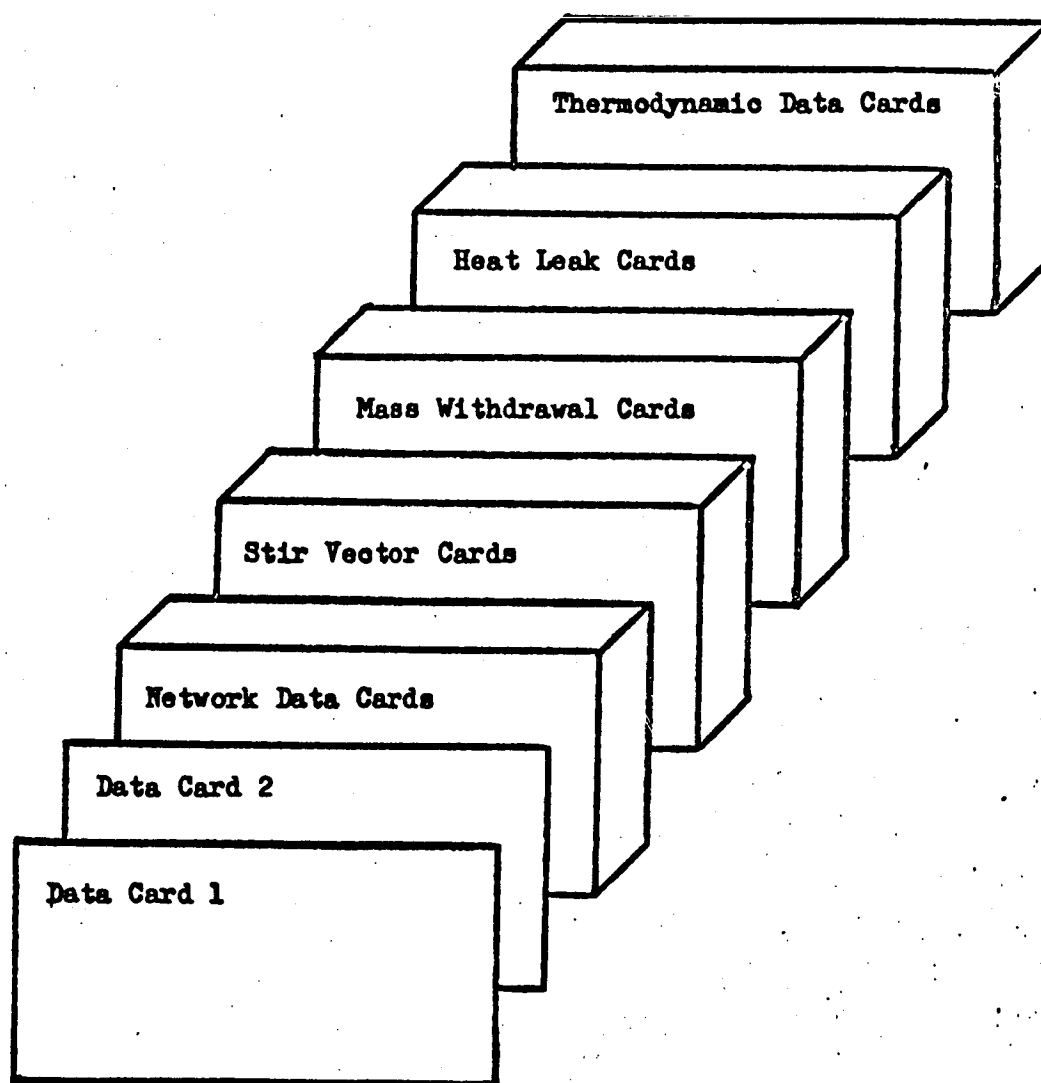 Thermodynamic Data Cards
Heat Leak Cards
Mass Withdrawal Cards
Stir Vector Cards
Network Data Cards
Data Card 2
Data Card 1